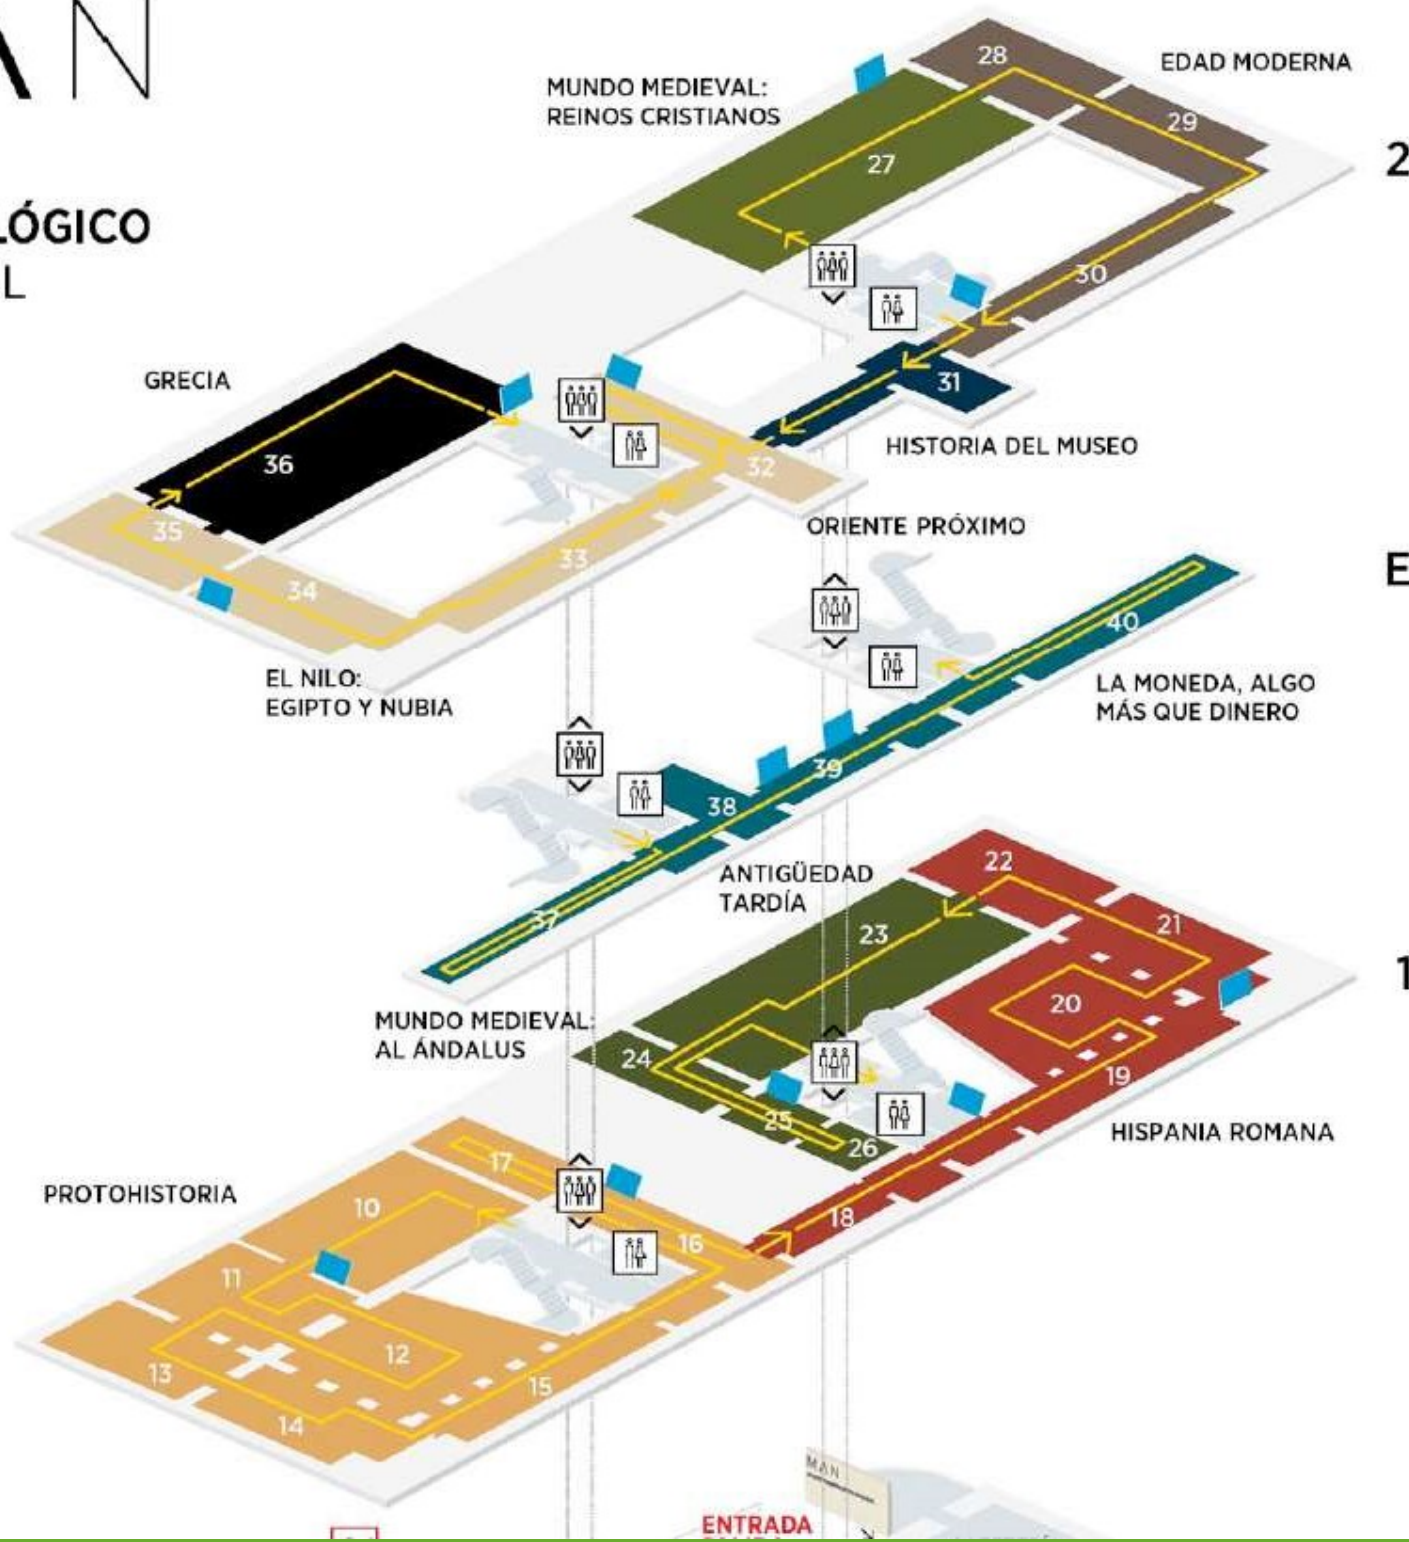 AN
LÓGICO
L
MUNDO MEDIEVAL:
REINOS CRISTIANOS
EDAD MODERNA
2
28
29
27
30
31
HISTORIA DEL MUSEO
GRECIA
36
32
35
33
34
ORIENTE PRÓXIMO
EL NILO:
EGIPTO Y NUBIA
E
40
LA MONEDA, ALGO
MÁS QUE DINERO
39
38
37
ANTIGÜEDAD
TARDÍA
22
21
23
20
1
19
MUNDO MEDIEVAL:
AL ÁNDALUS
24
25
26
HISPANIA ROMANA
18
PROTOHISTORIA
17
16
10
11
12
13
15
14
MAN
ENTRADA